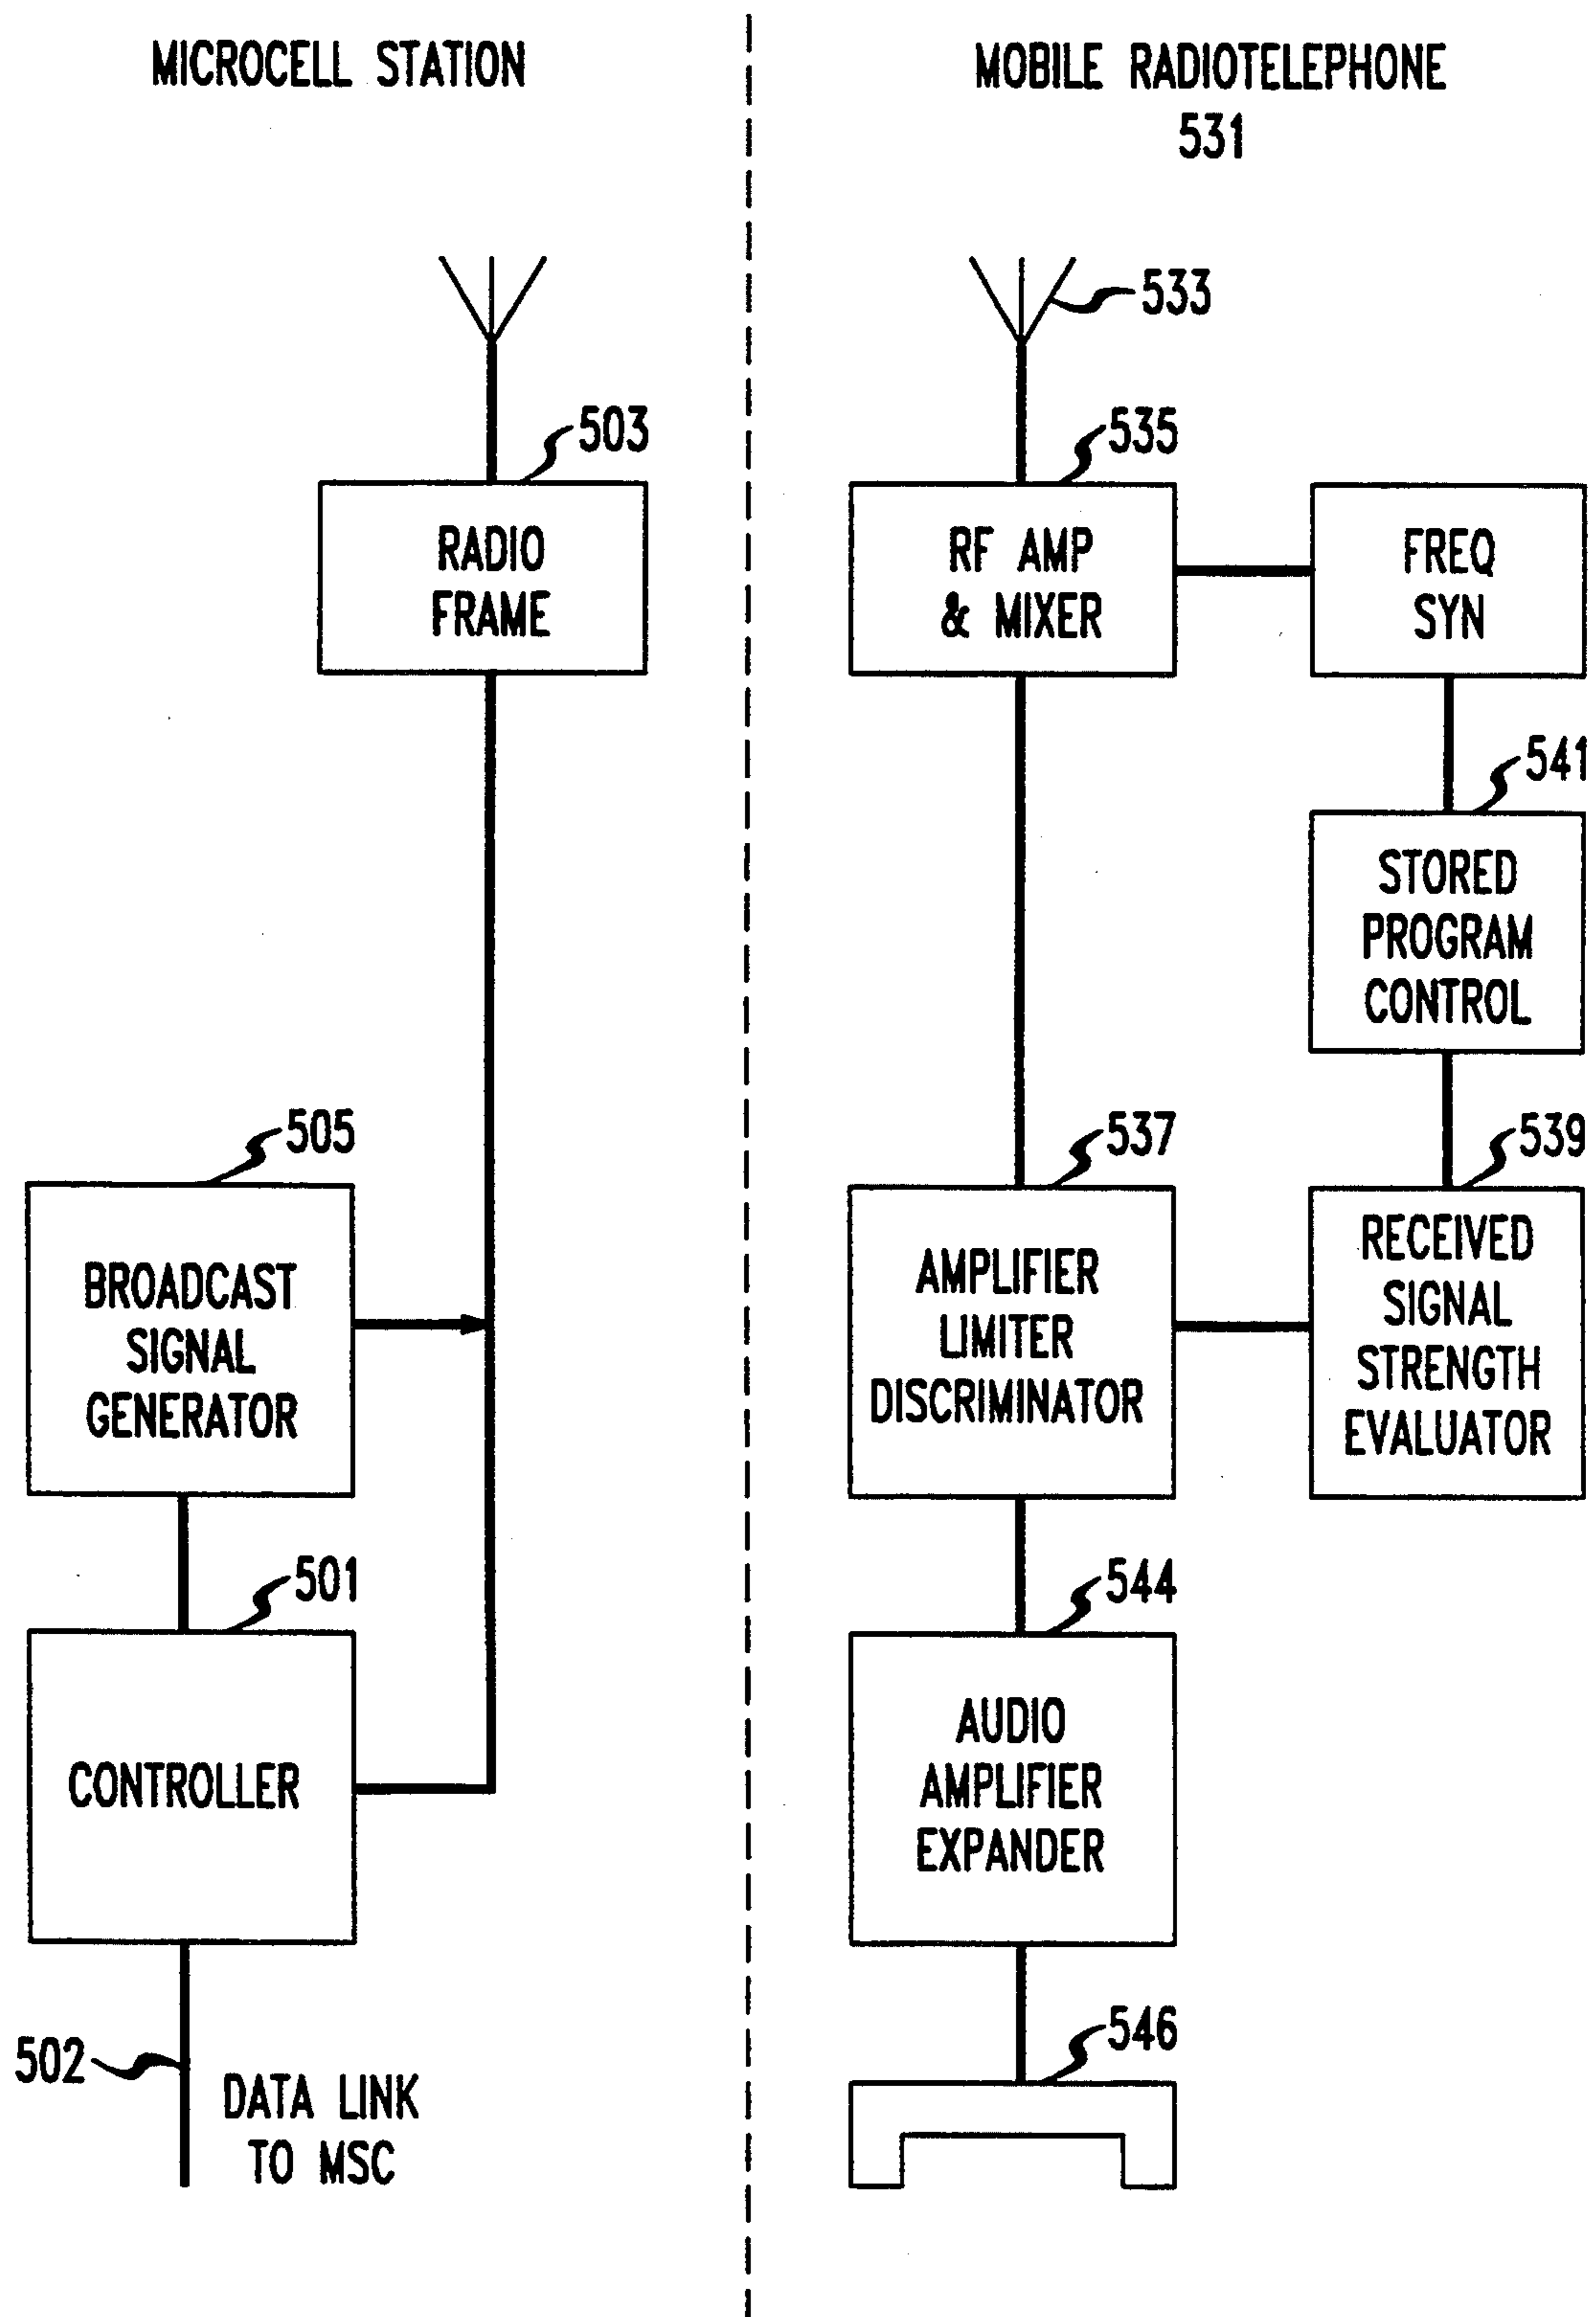 MICROCELL STATION
503
RADIO
FRAME
505
BROADCAST
SIGNAL
GENERATOR
501
CONTROLLER
502
DATA LINK
TO MSC
MOBILE RADIOTELEPHONE
531
533
535
RF AMP
& MIXER
FREQ
SYN
541
STORED
PROGRAM
CONTROL
537
AMPLIFIER
LIMITER
DISCRIMINATOR
539
RECEIVED
SIGNAL
STRENGTH
EVALUATOR
544
AUDIO
AMPLIFIER
EXPANDER
546